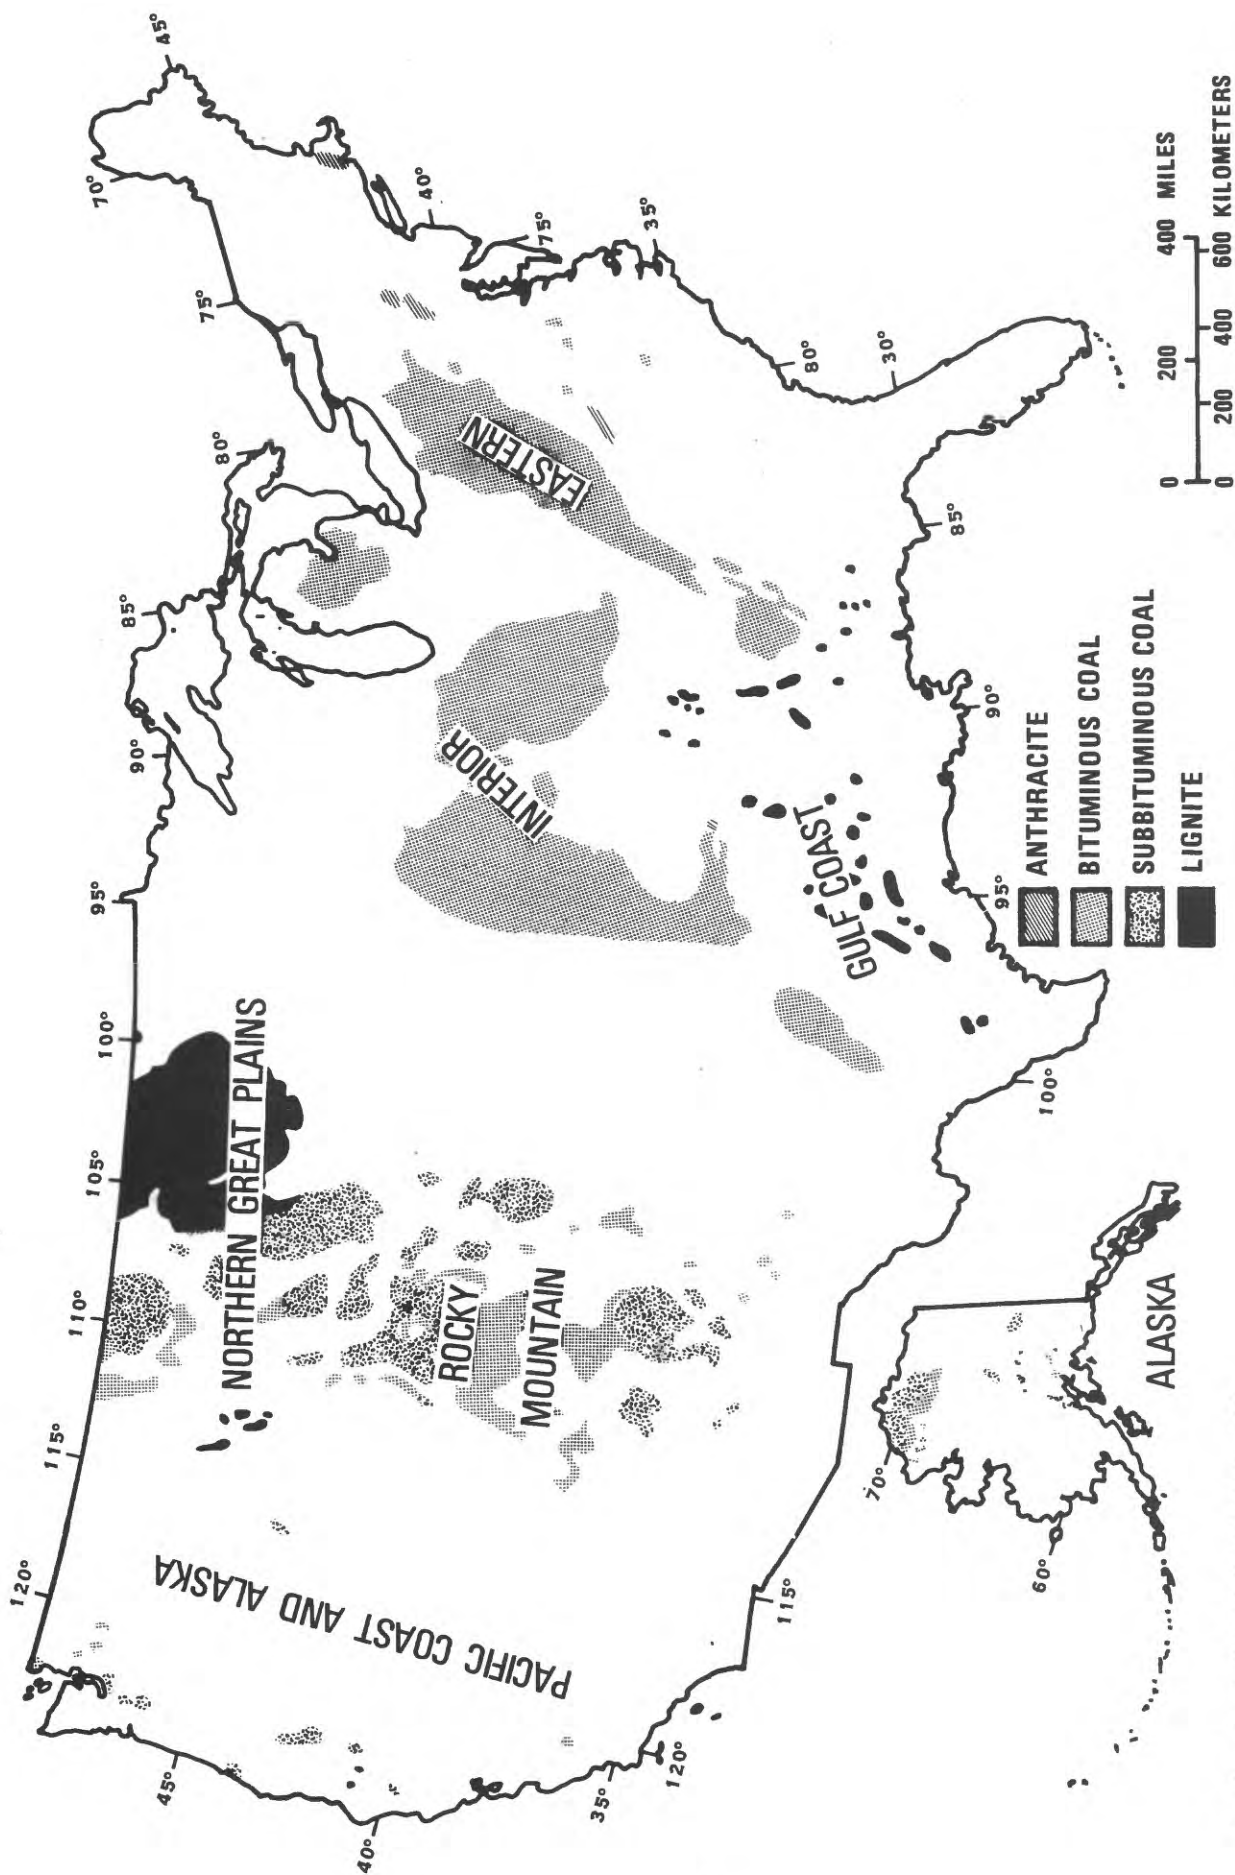 120°
115°
110°
105°
100°
95°
90°
85°
80°
75°
70°
45°
45°
40°
35°
120°
115°
100°
95°
90°
85°
80°
30°
35°
75°
40°
PACIFIC COAST AND ALASKA
NORTHERN GREAT PLAINS
ROCKY
MOUNTAIN
INTERIOR
EASTERN
GULF COAST
70°
60°
ALASKA
ANTHRACITE
BITUMINOUS COAL
SUBBITUMINOUS COAL
LIGNITE
0 200 400 MILES
0 200 400 600 KILOMETERS